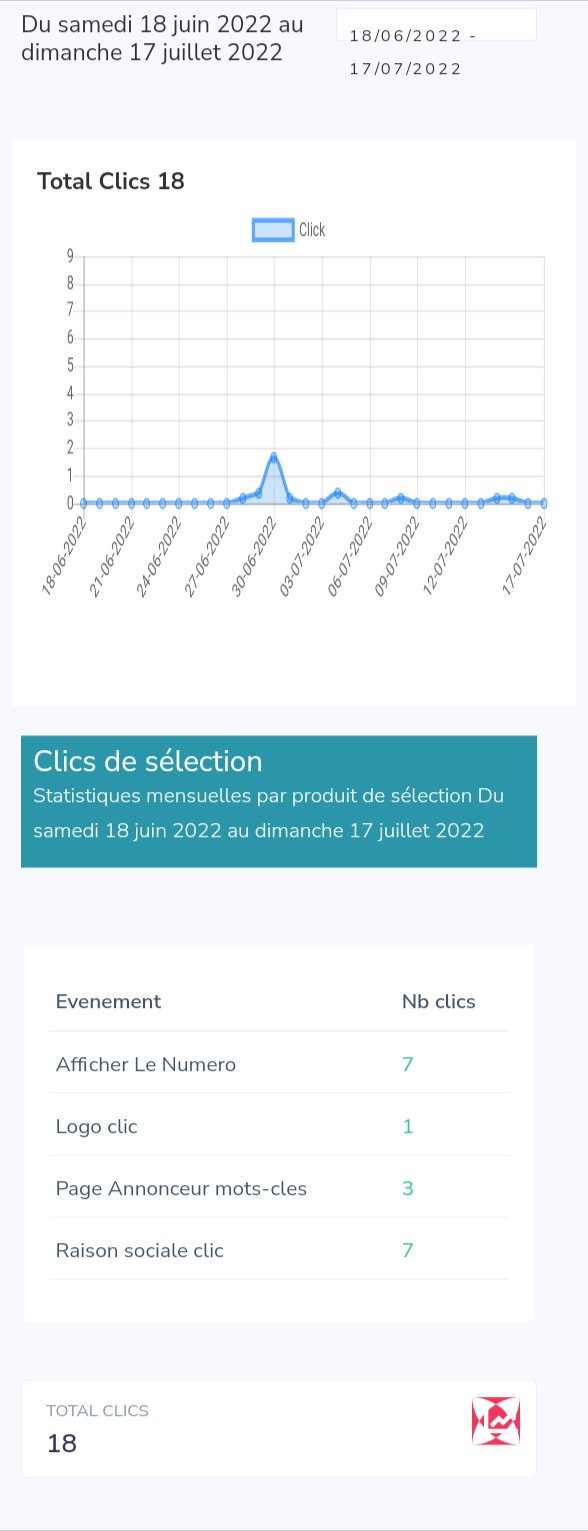 Du samedi 18 juin 2022 au
dimanche 17 juillet 2022
18/06/2022 -
17/07/2022
Total Clics 18
Click
9
8
7
6
5
4
3
2
1
0
18-06-2022
21-06-2022
24-06-2022
27-06-2022
30-06-2022
03-07-2022
06-07-2022
09-07-2022
12-07-2022
17-07-2022
Clics de sélection
Statistiques mensuelles par produit de sélection Du
samedi 18 juin 2022 au dimanche 17 juillet 2022
Evenement Nb clics
Afficher Le Numero 7
Logo clic 1
Page Annonceur mots-cles 3
Raison sociale clic 7
TOTAL CLICS
18